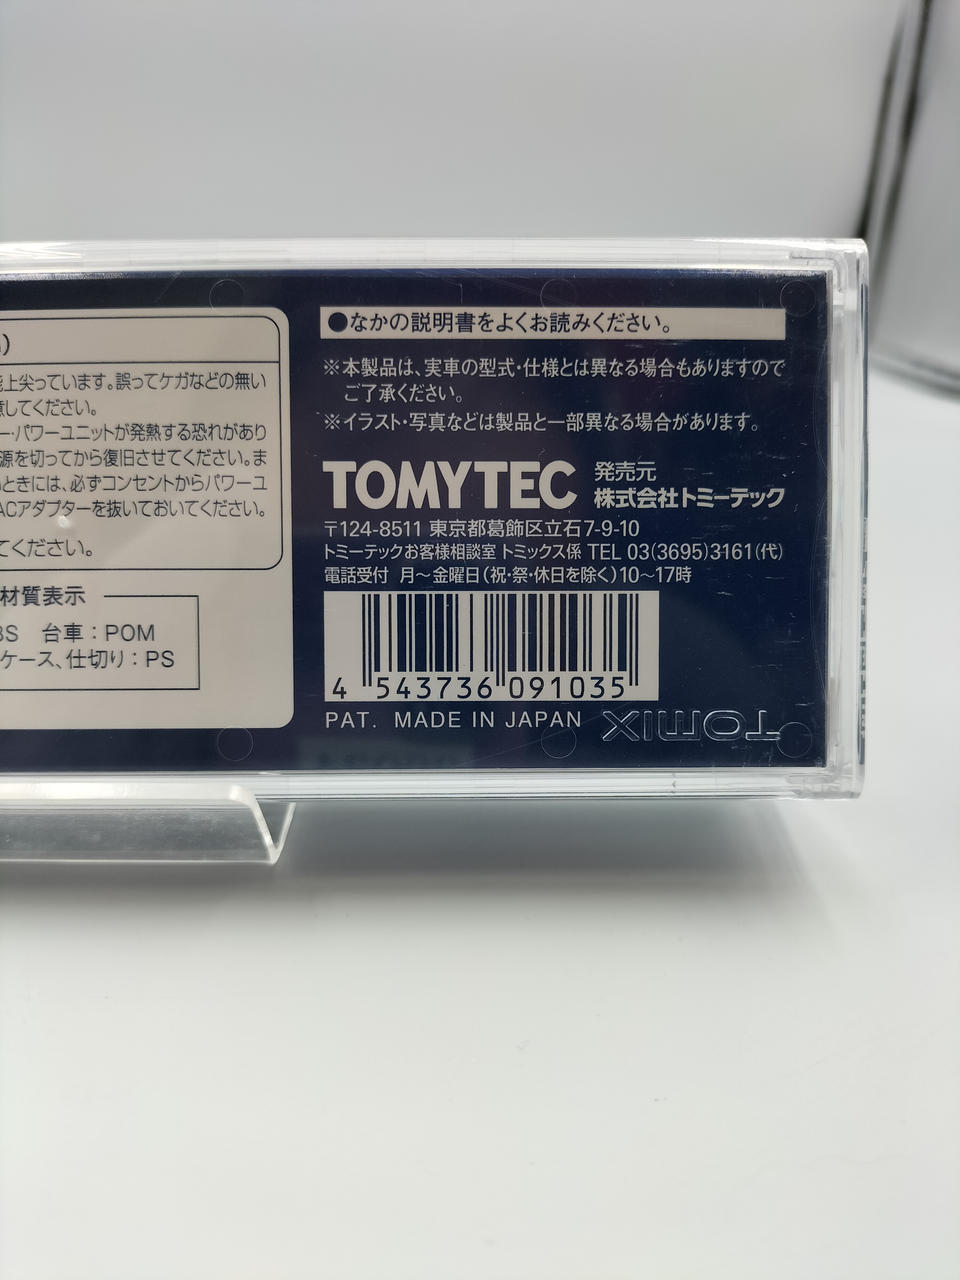 上尖っています。誤ってケガなどの無い
してください。
ー・パワーユニットが発熱する恐れがあり
源を切ってから復旧させてください。ま
ときには、必ずコンセントからパワーユ
ACアダプターを抜いておいてください。
てください。
材質表示
BS 台車：POM
ケース、仕切り：PS
●なかの説明書をよくお読みください。
※本製品は、実車の型式・仕様とは異なる場合もありますので
ご了承ください。
※イラスト・写真などは製品と一部異なる場合があります。
TOMYTEC 発売元
株式会社トミーテック
〒124-8511 東京都葛飾区立石7-9-10
トミーテックお客様相談室 トミックス係 TEL 03(3695)3161(代)
電話受付 月～金曜日(祝・祭・休日を除く)10～17時
4 543736 091035
PAT. MADE IN JAPAN
TOMIX